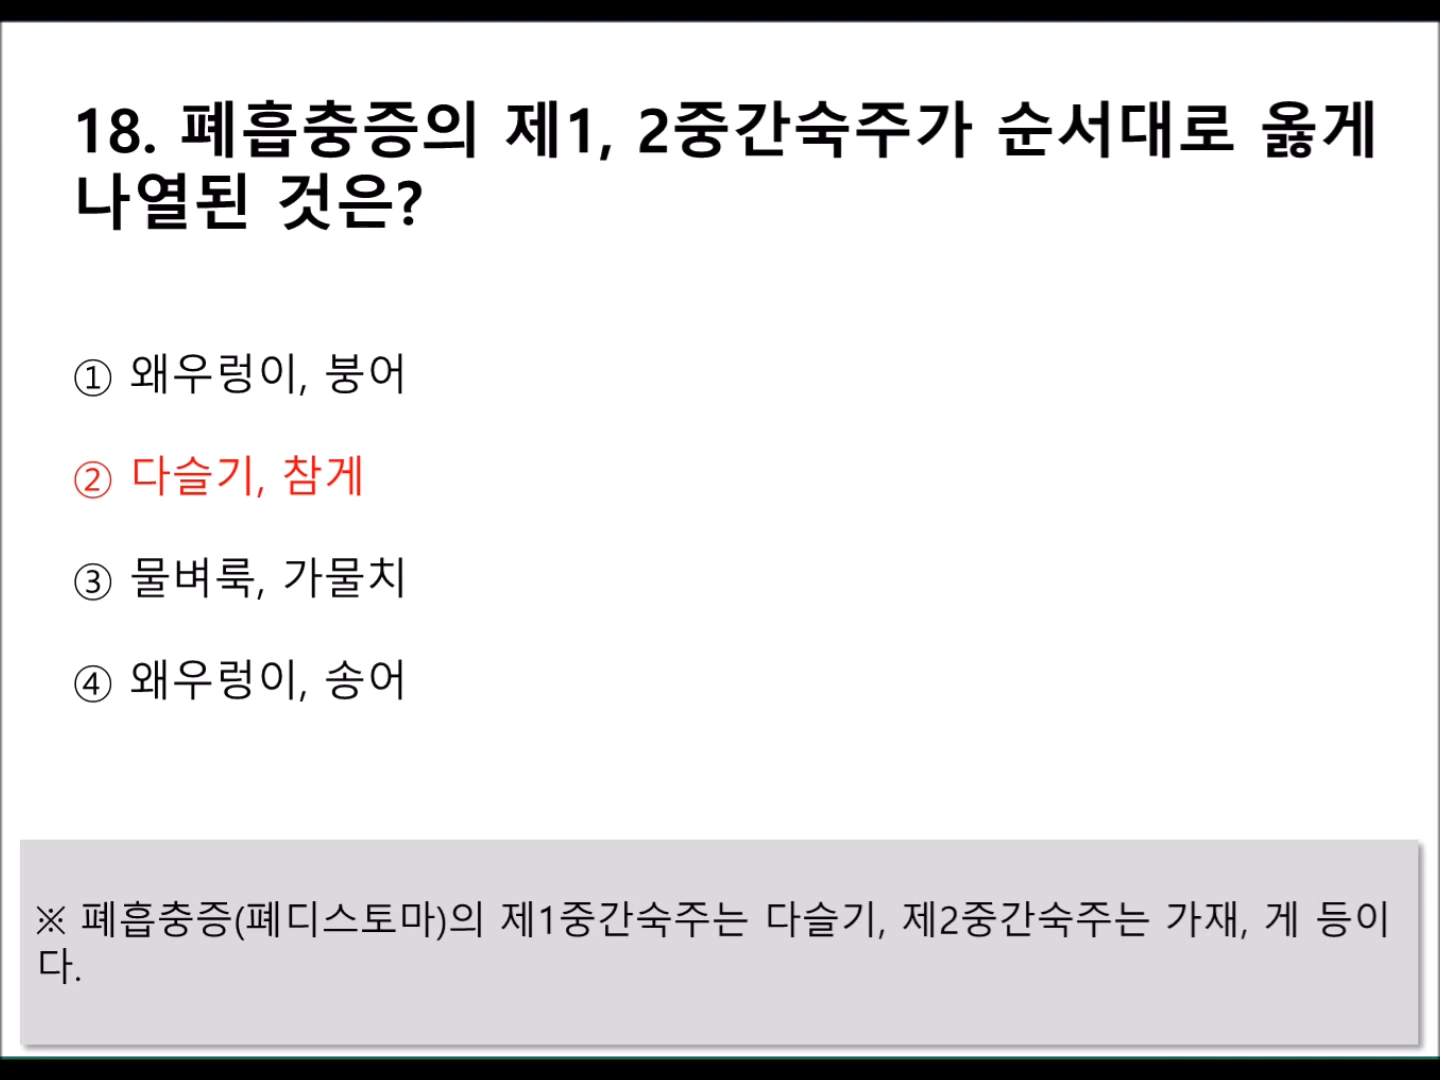 18. 폐흡충증의 제1, 2중간숙주가 순서대로 옳게
나열된 것은?
① 왜우렁이, 붕어
② 다슬기, 참게
③ 물벼룩, 가물치
④ 왜우렁이, 송어
※ 폐흡충증(폐디스토마)의 제1중간숙주는 다슬기, 제2중간숙주는 가재, 게 등이
다.